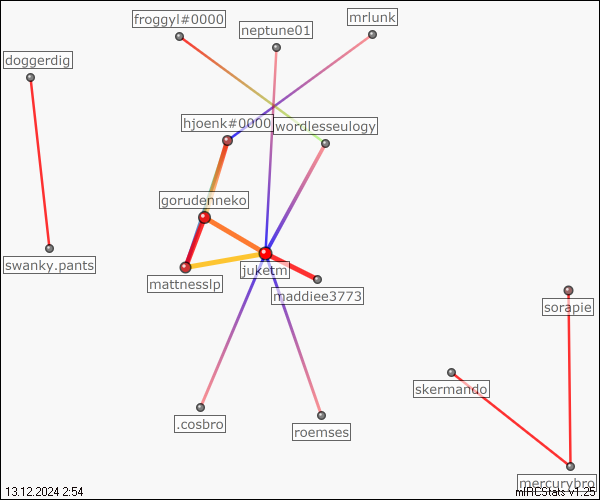 froggyl#0000
mrlunk
neptune01
doggerdig
hjoenk#0000
wordlesseulogy
gorudenneko
swanky.pants
juketm
mattnesslp
maddiee3773
sorapie
skermando
.cosbro
roemses
mercurybro
13.12.2024 2:54
mIRCStats v1.25